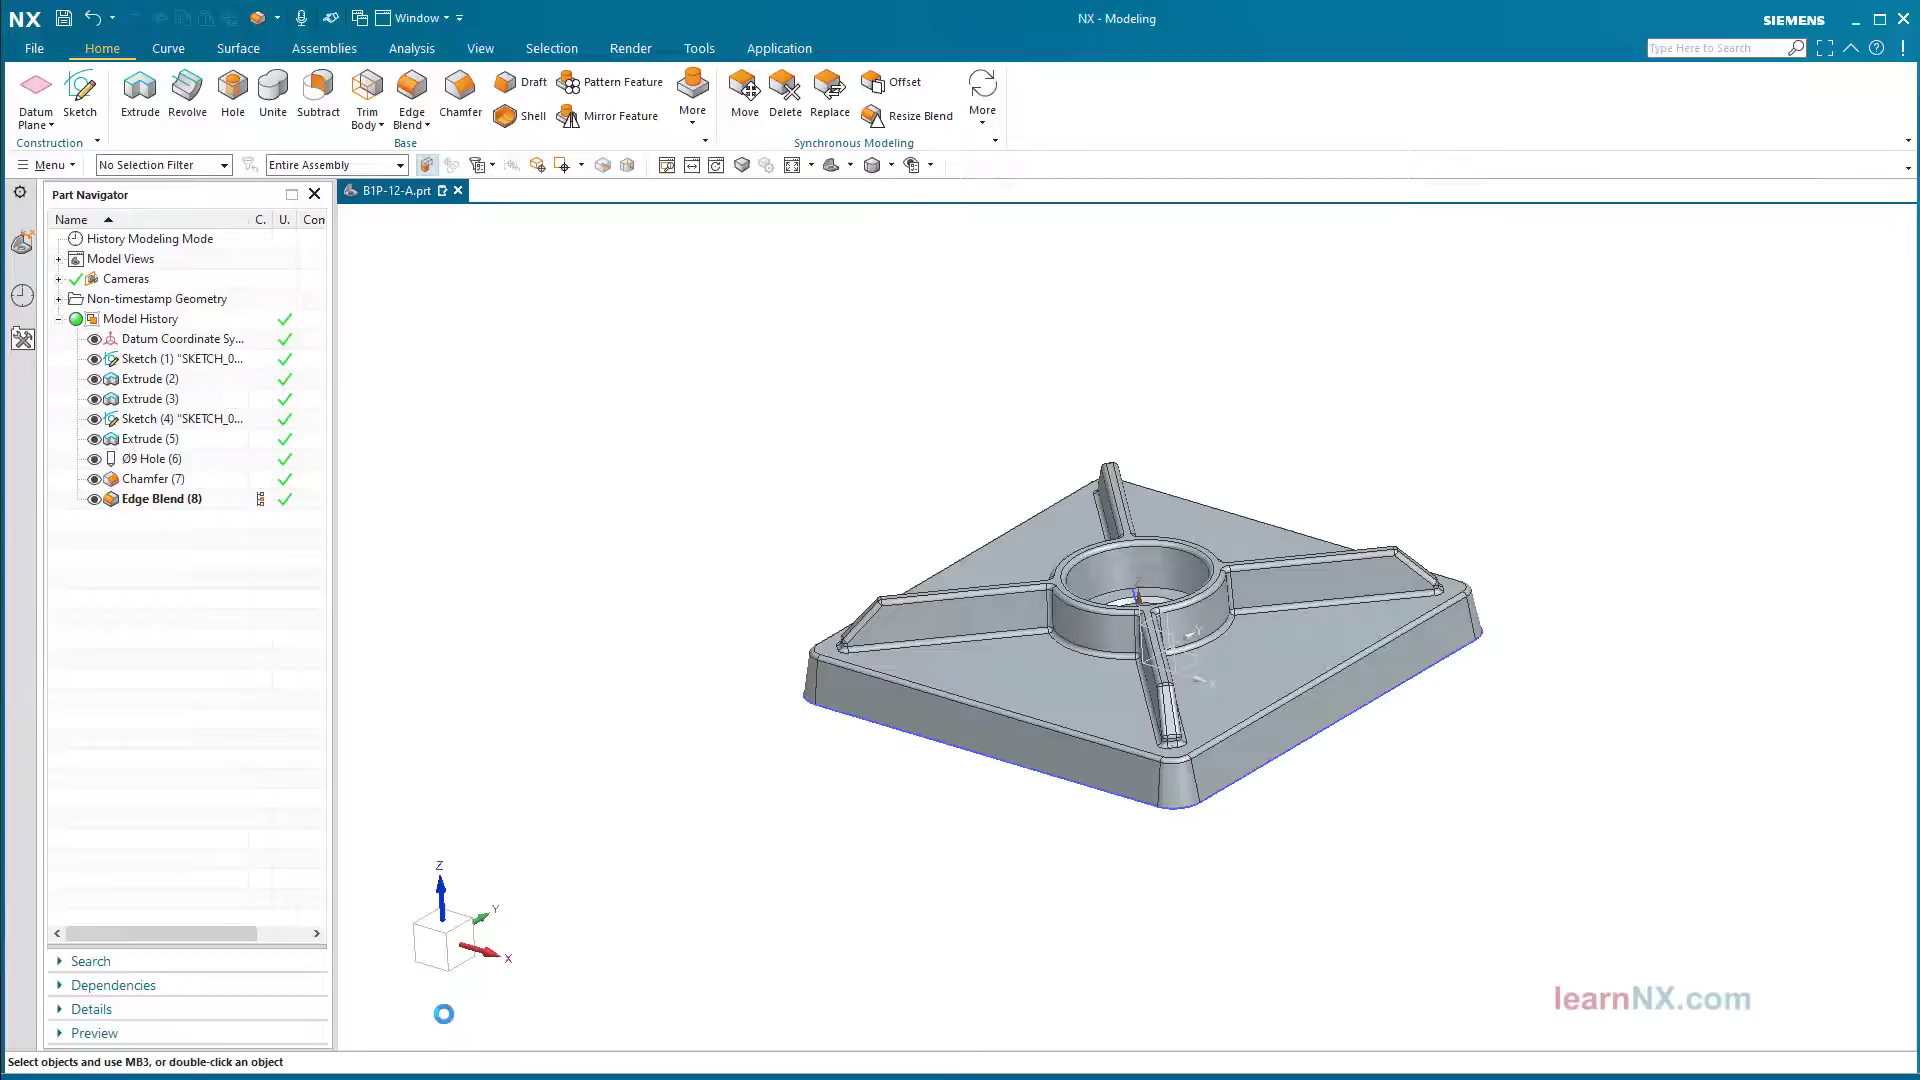 NX
Window
NX - Modeling
SIEMENS
File
Home
Curve
Surface
Assemblies
Analysis
View
Selection
Render
Tools
Application
Type Here to Search
Datum Plane
Sketch
Extrude
Revolve
Hole
Unite
Subtract
Trim Body
Edge Blend
Chamfer
Draft
Shell
Pattern Feature
Mirror Feature
More
Move
Delete
Replace
Offset
Resize Blend
More
Construction
Base
Synchronous Modeling
Menu
No Selection Filter
Entire Assembly
Part Navigator
B1P-12-A.prt
Name
C.
U.
Con
History Modeling Mode
Model Views
Cameras
Non-timestamp Geometry
Model History
Datum Coordinate Sy...
Sketch (1) "SKETCH_0...
Extrude (2)
Extrude (3)
Sketch (4) "SKETCH_0...
Extrude (5)
Ø9 Hole (6)
Chamfer (7)
Edge Blend (8)
Z
Y
X
Z
Y
X
Search
Dependencies
Details
Preview
learnNX.com
Select objects and use MB3, or double-click an object